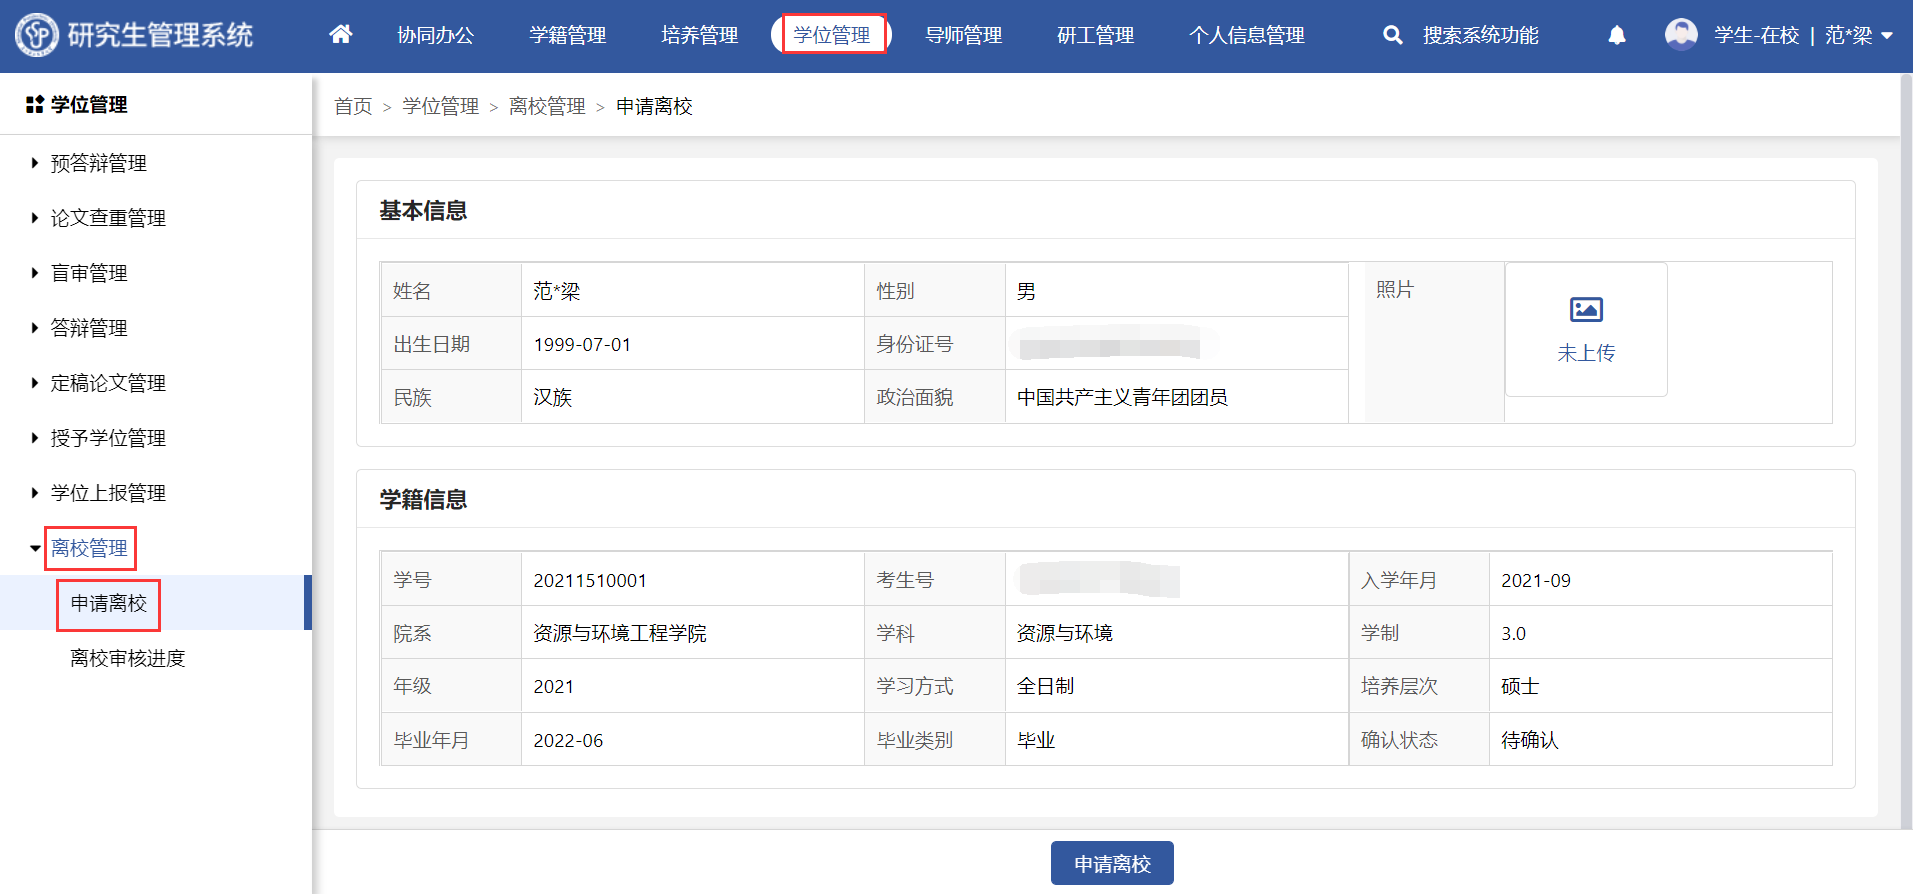 研究生管理系统
协同办公 学籍管理 培养管理 学位管理 导师管理 研工管理 个人信息管理 搜索系统功能 学生-在校 | 范*梁
学位管理
预答辩管理
论文查重管理
盲审管理
答辩管理
定稿论文管理
授予学位管理
学位上报管理
离校管理
申请离校
离校审核进度
首页 > 学位管理 > 离校管理 > 申请离校
基本信息
姓名 范*梁 性别 男 照片
出生日期 1999-07-01 身份证号
未上传
民族 汉族 政治面貌 中国共产主义青年团团员
学籍信息
学号 20211510001 考生号 入学年月 2021-09
院系 资源与环境工程学院 学科 资源与环境 学制 3.0
年级 2021 学习方式 全日制 培养层次 硕士
毕业年月 2022-06 毕业类别 毕业 确认状态 待确认
申请离校